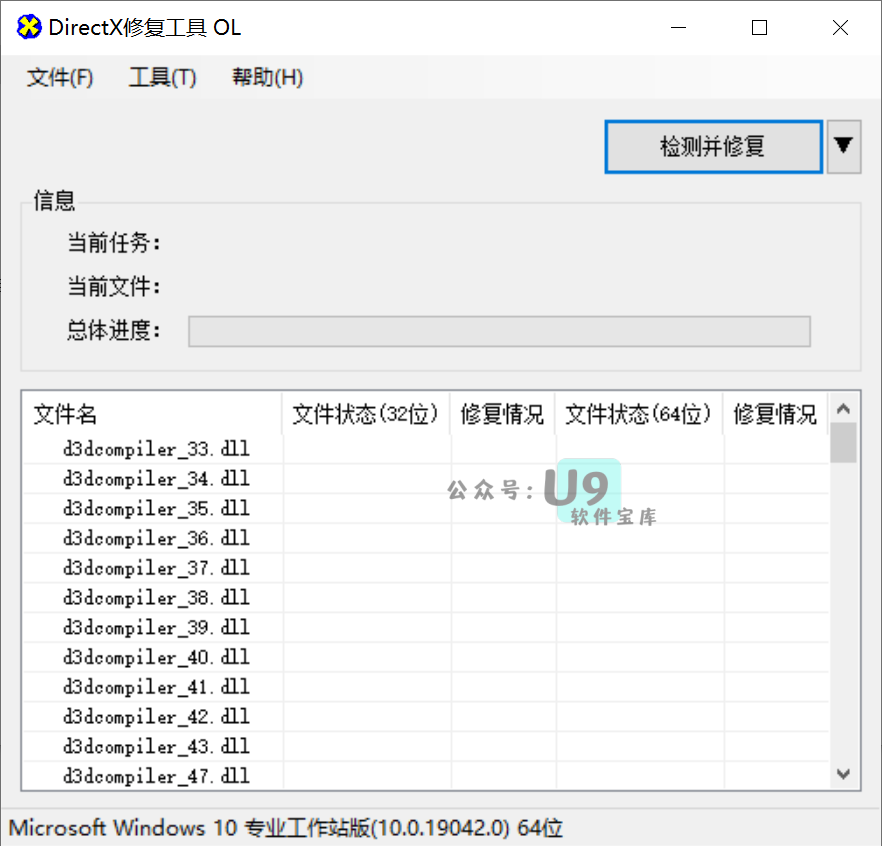 DirectX修复工具 OL
文件(F) 工具(T) 帮助(H)
检测并修复
信息
当前任务：
当前文件：
总体进度：
文件名 文件状态(32位) 修复情况 文件状态(64位) 修复情况
d3dcompiler_33.dll
d3dcompiler_34.dll
d3dcompiler_35.dll
公众号：U9
软件宝库
d3dcompiler_36.dll
d3dcompiler_37.dll
d3dcompiler_38.dll
d3dcompiler_39.dll
d3dcompiler_40.dll
d3dcompiler_41.dll
d3dcompiler_42.dll
d3dcompiler_43.dll
d3dcompiler_47.dll
Microsoft Windows 10 专业工作站版(10.0.19042.0) 64位